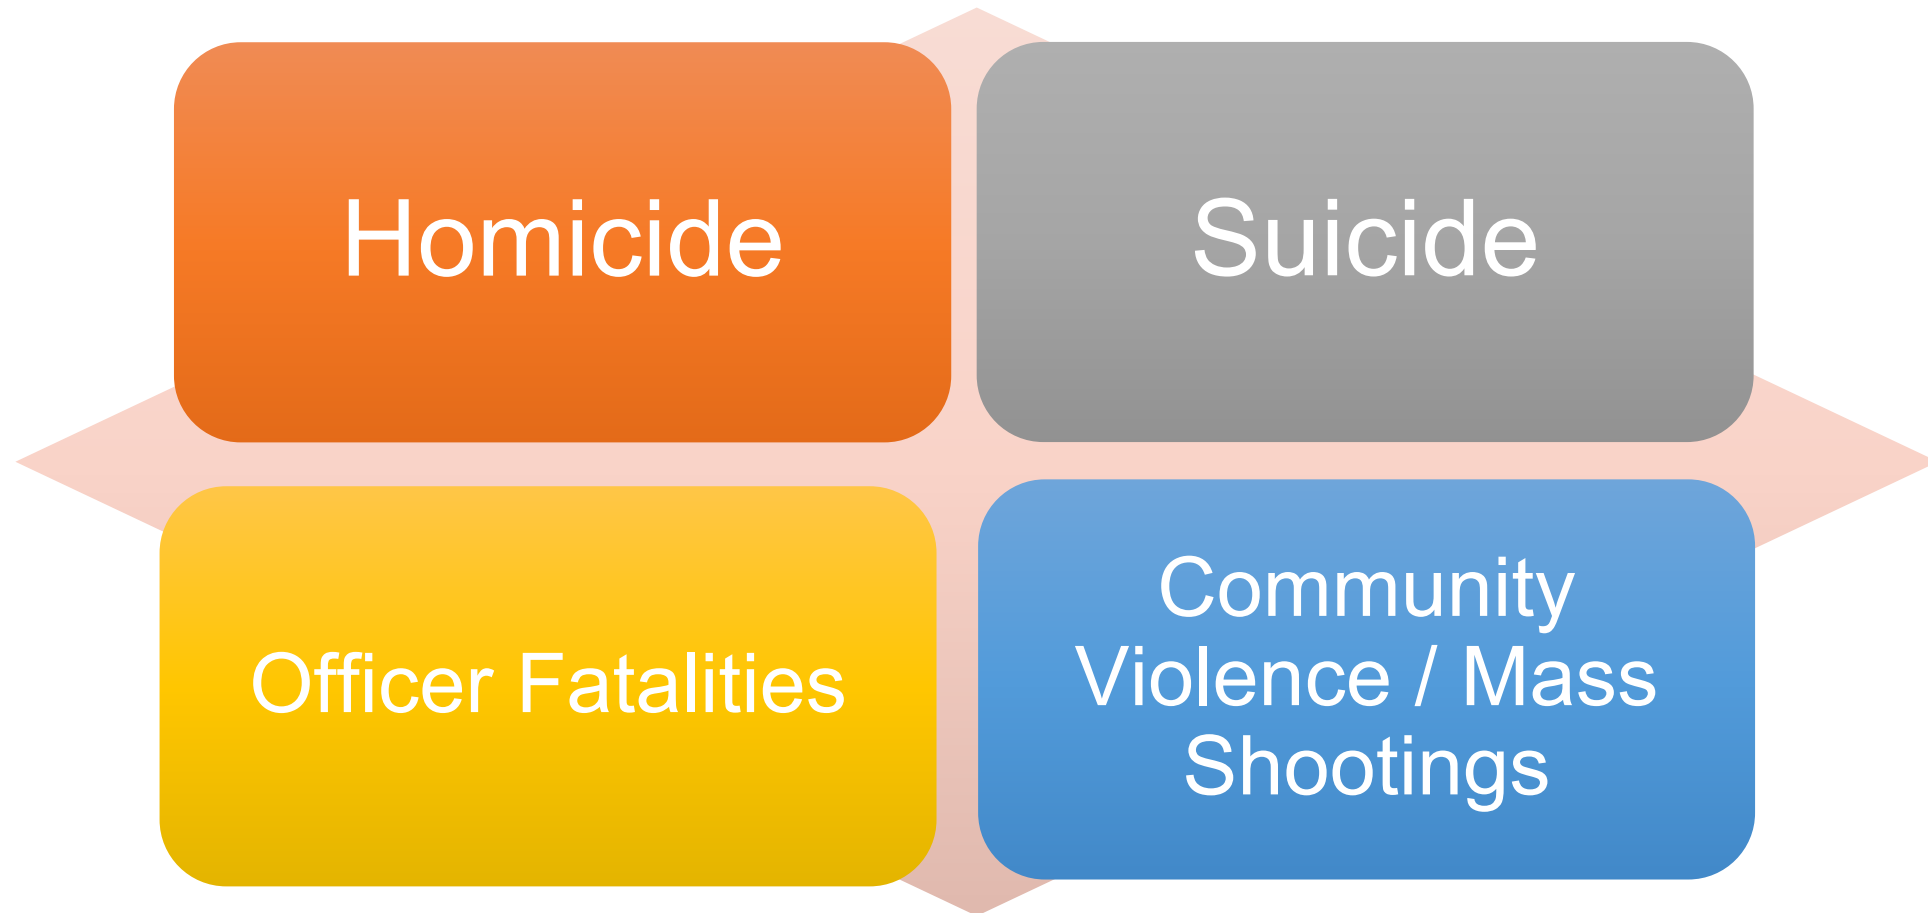 Homicide
Suicide
Officer Fatalities
Community
Violence / Mass
Shootings